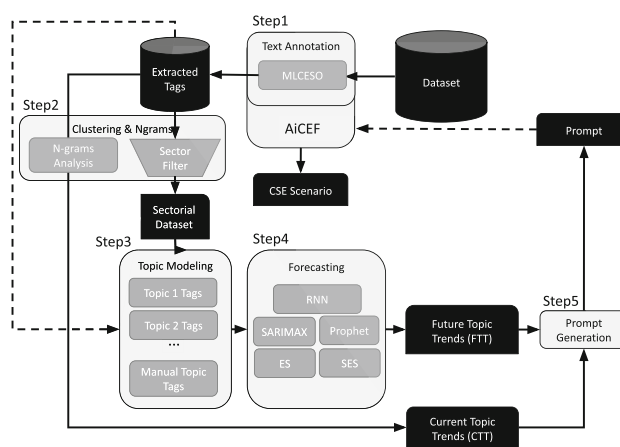 Step1
Text Annotation
MLCESO
AiCEF
Extracted
Tags
Dataset
Step2
Clustering & Ngrams
N-grams
Analysis
Sector
Filter
CSE Scenario
Prompt
Sectorial
Dataset
Step3
Topic Modeling
Topic 1 Tags
Topic 2 Tags
...
Manual Topic
Tags
Step4
Forecasting
RNN
SARIMAX
Prophet
ES
SES
Future Topic
Trends (FTT)
Step5
Prompt
Generation
Current Topic
Trends (CTT)